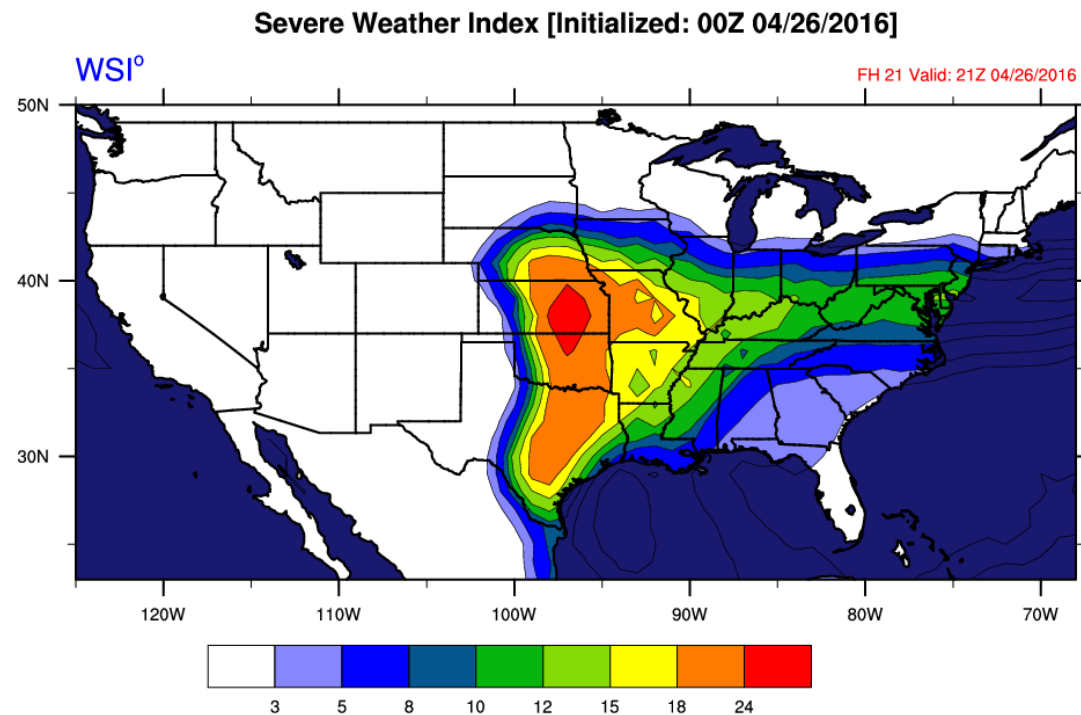 Severe Weather Index [Initialized: 00Z 04/26/2016]
WSIº
FH 21 Valid: 21Z 04/26/2016
50N
40N
30N
120W 110W 100W 90W 80W 70W
3 5 8 10 12 15 18 24